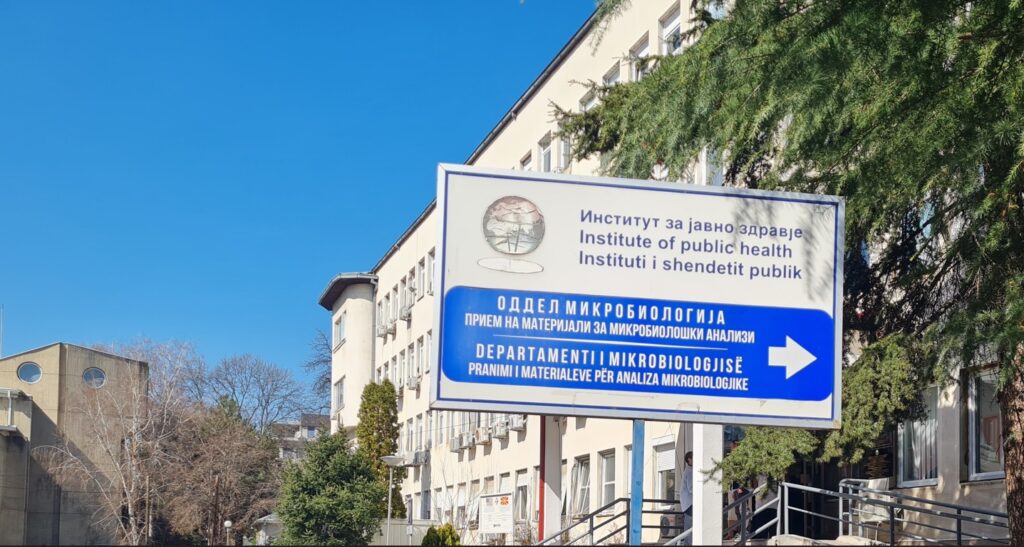 Институт за јавно здравје
Institute of public health
Instituti i shendetit publik
ОДДЕЛ МИКРОБИОЛОГИЈА
ПРИЕМ НА МАТЕРИЈАЛИ ЗА МИКРОБИОЛОШКИ АНАЛИЗИ
DEPARTAMENTI I MIKROBIOLOGJISË
PRANIMI I MATERIALEVE PËR ANALIZA MIKROBIOLOGJIKE